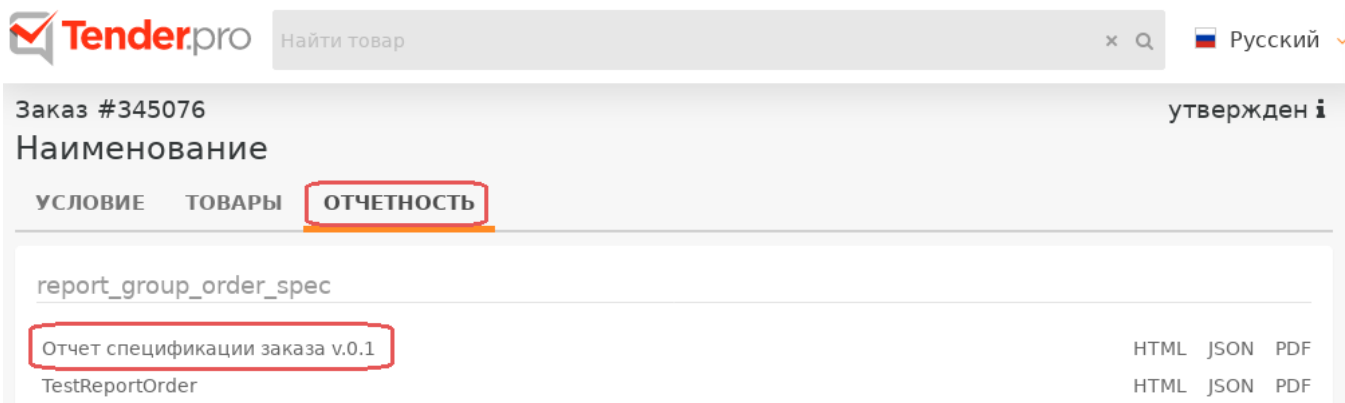 Tender.pro Найти товар × Русский
Заказ #345076 утвержден i
Наименование
УСЛОВИЕ ТОВАРЫ ОТЧЕТНОСТЬ
report_group_order_spec
Отчет спецификации заказа v.0.1 HTML JSON PDF
TestReportOrder HTML JSON PDF